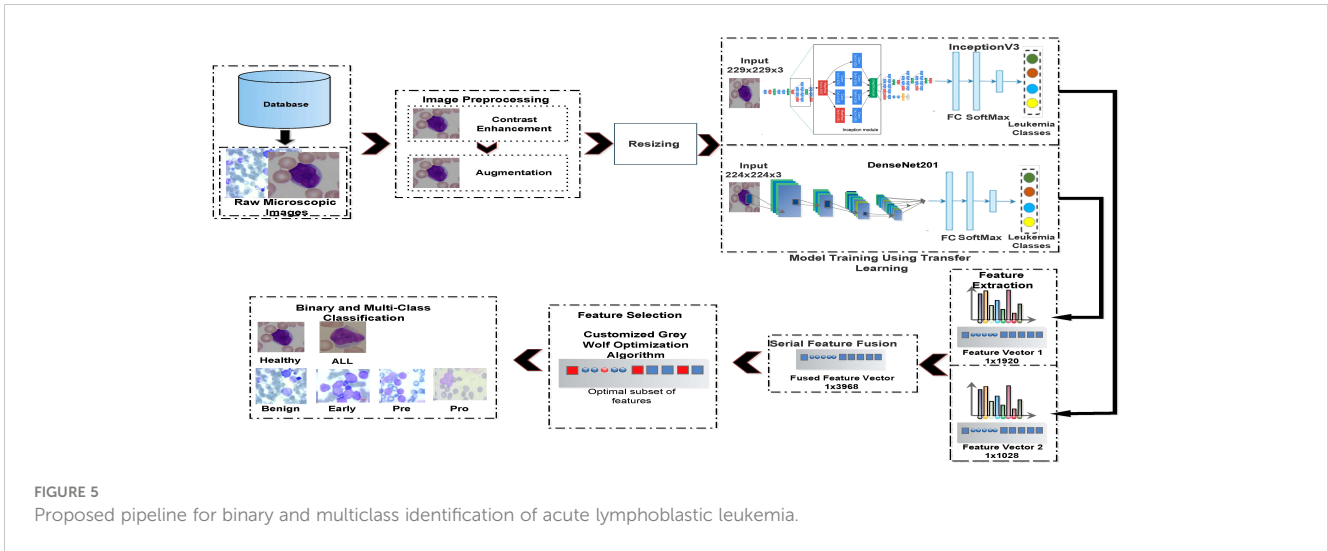 Database
Raw Microscopic
Images
Image Preprocessing
Contrast
Enhancement
Augmentation
Resizing
InceptionV3
Input
229x229x3
Inception module
FC SoftMax
Leukemia
Classes
DenseNet201
Input
224x224x3
FC SoftMax
Leukemia
Classes
Model Training Using Transfer
Learning
Feature
Extraction
Feature Vector 1
1x1920
Feature Vector 2
1x1028
Serial Feature Fusion
Fused Feature Vector
1x3968
Feature Selection
Customized Grey
Wolf Optimization
Algorithm
Optimal subset of
features
Binary and Multi-Class
Classification
Healthy
ALL
Benign
Early
Pre
Pro
FIGURE 5
Proposed pipeline for binary and multiclass identification of acute lymphoblastic leukemia.